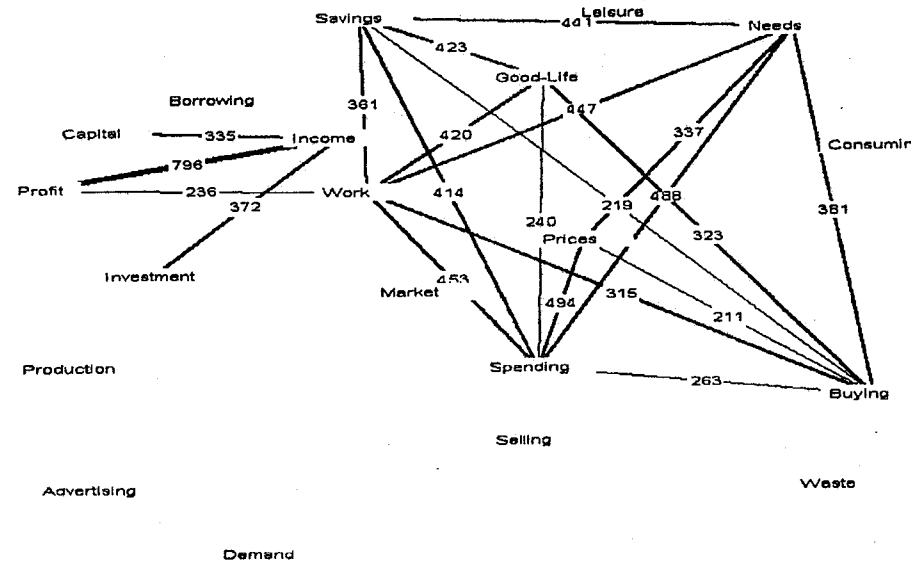 Leisure
Savings
441
Needs
423
Good-Life
Borrowing
361
447
Capital
335
Income
420
337
Consumin
796
Profit
236
Work
414
488
372
219
381
240
323
Prices
Investment
453
Market
315
494
211
Production
Spending
263
Buying
Selling
Waste
Advertising
Demand